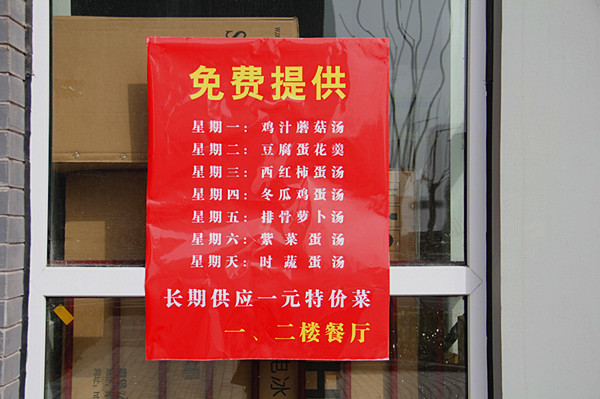 免费提供
星期一：鸡汁蘑菇汤
星期二：豆腐蛋花羹
星期三：西红柿蛋汤
星期四：冬瓜鸡蛋汤
星期五：排骨萝卜汤
星期六：紫菜蛋汤
星期天：时蔬蛋汤
长期供应一元特价菜
一、二楼餐厅